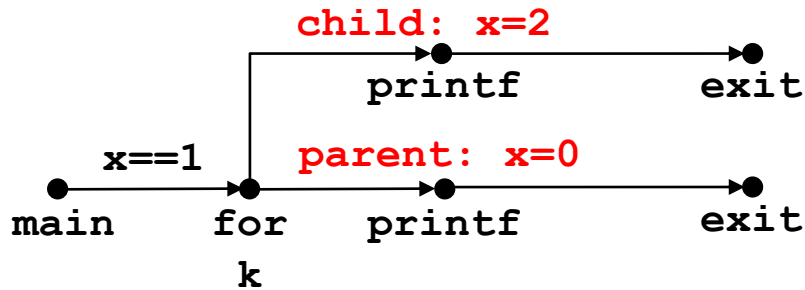 child: x=2
printf exit
x==1 parent: x=0
main for printf exit
k